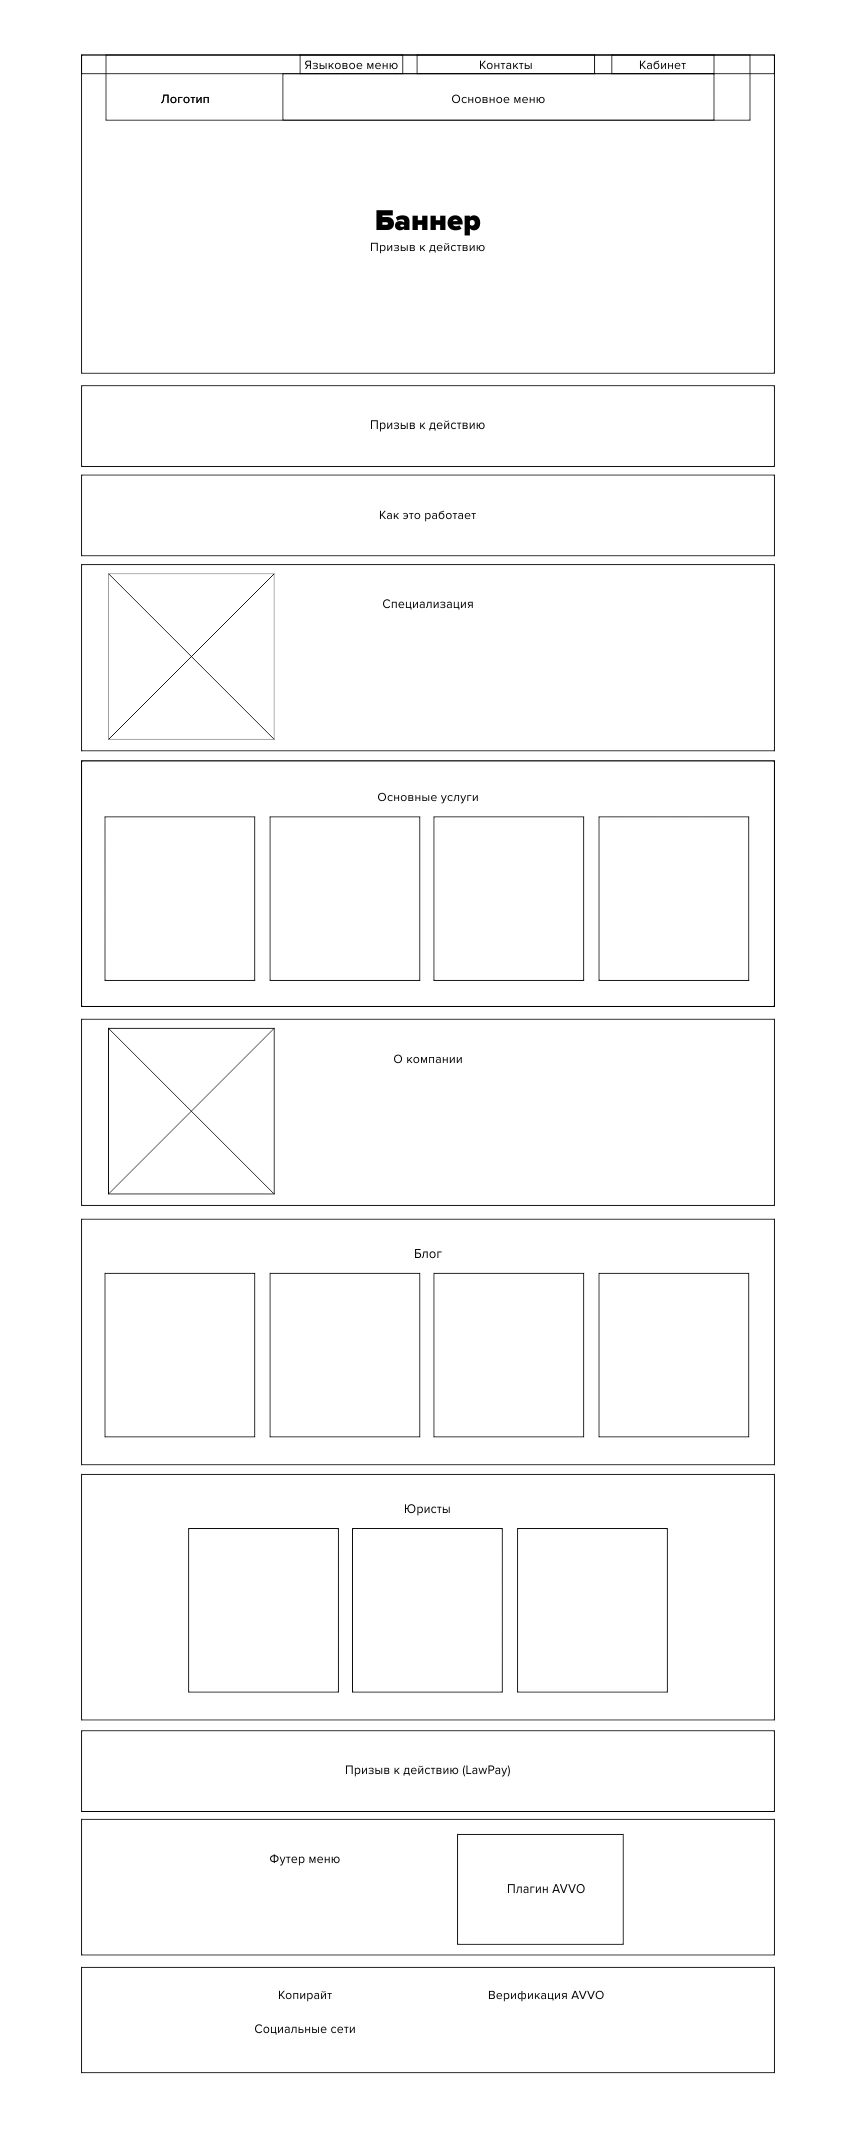 Языковое меню
Контакты
Кабинет
Логотип
Основное меню
Баннер
Призыв к действию
Призыв к действию
Как это работает
Специализация
Основные услуги
О компании
Блог
Юристы
Призыв к действию (LawPay)
Футер меню
Плагин AVVO
Копирайт
Верификация AVVO
Социальные сети